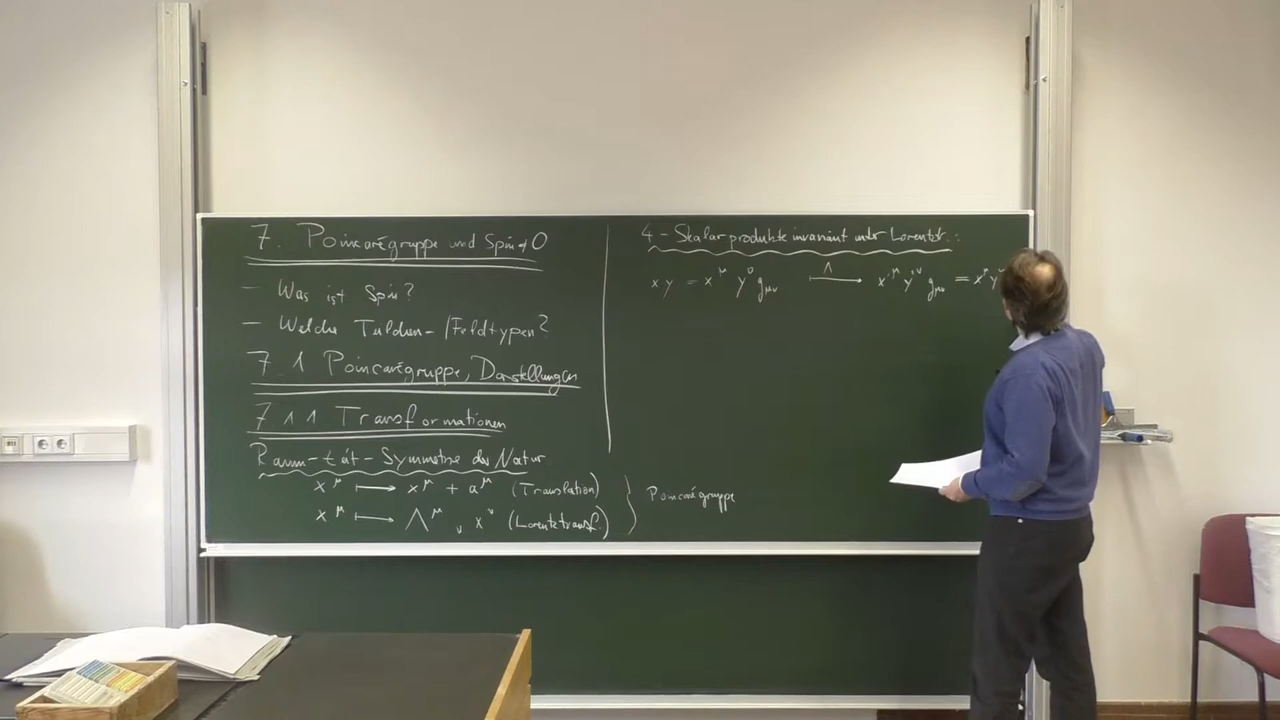 7. Poincarégruppe und Spin ≠ 0
– Was ist Spin?
– Welche Teilchen-/Feldtypen?
7.1 Poincarégruppe, Darstellungen
7.1.1 Transformationen
Raum-Zeit-Symmetrie der Natur
x^μ ⟼ x^μ + a^μ (Translation)
x^μ ⟼ Λ^μ_ν x^ν (Lorentztransf.)
} Poincarégruppe
4-Skalarprodukte invariant unter Lorentztr.:
xy = x^μ y^ν g_μν ⟼^Λ x'^μ y'^ν g_μν = x^μ y^ν